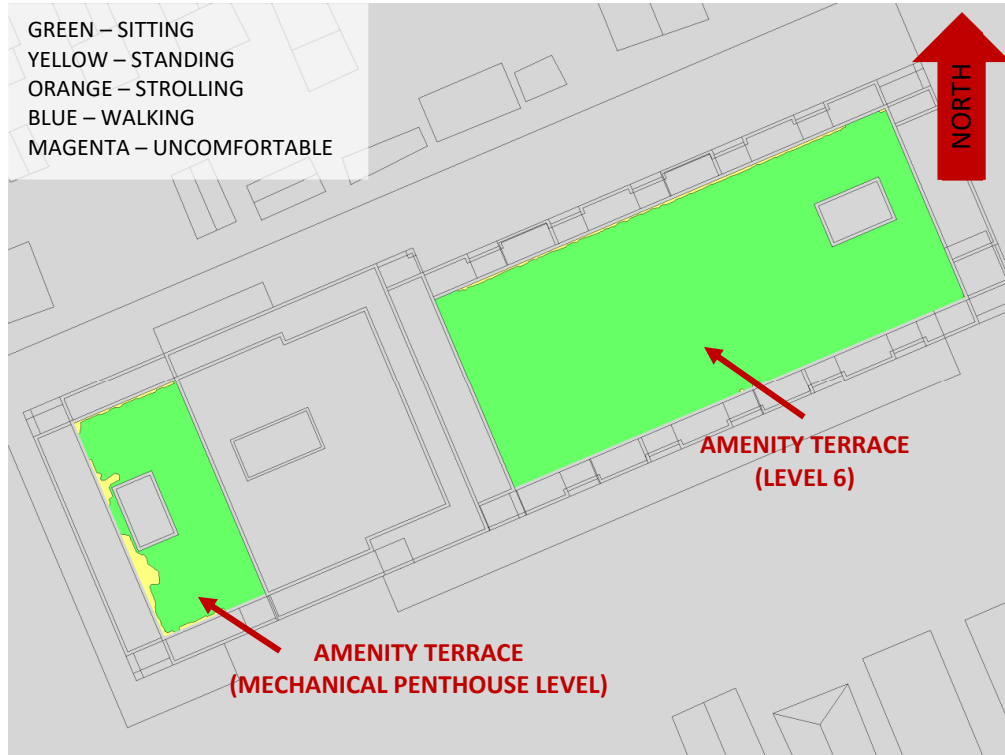 GREEN – SITTING
YELLOW – STANDING
ORANGE – STROLLING
BLUE – WALKING
MAGENTA – UNCOMFORTABLE
NORTH
AMENITY TERRACE
(LEVEL 6)
AMENITY TERRACE
(MECHANICAL PENTHOUSE LEVEL)